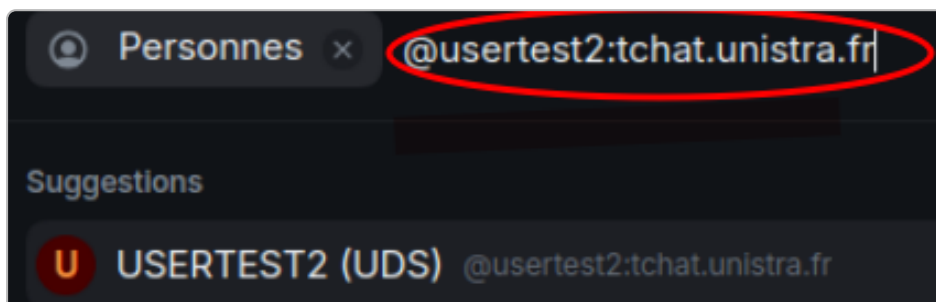 Personnes × @usertest2:tchat.unistra.fr
Suggestions
U USERTEST2 (UDS) @usertest2:tchat.unistra.fr